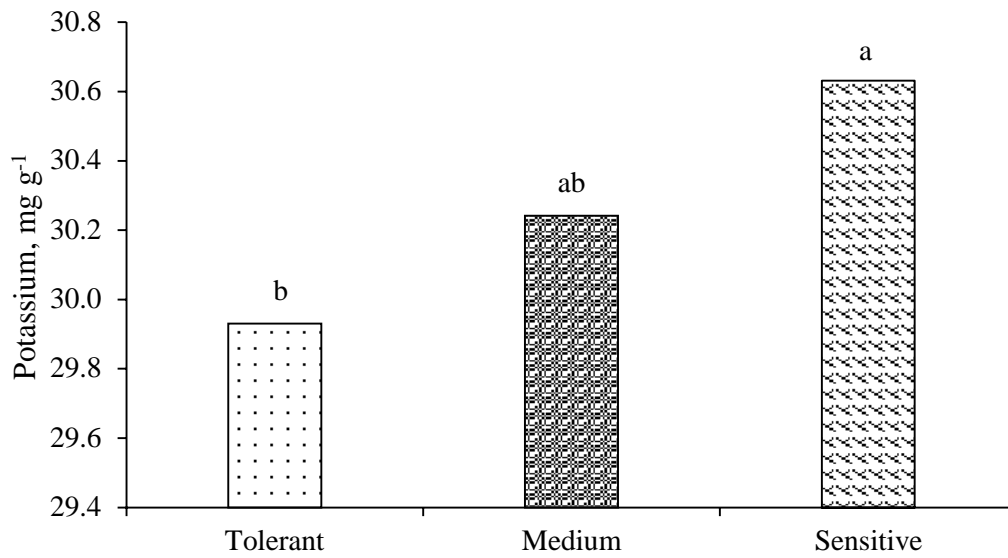 30.8
30.6
30.4
30.2
30.0
29.8
29.6
29.4
Potassium, mg g⁻¹
b
ab
a
Tolerant
Medium
Sensitive